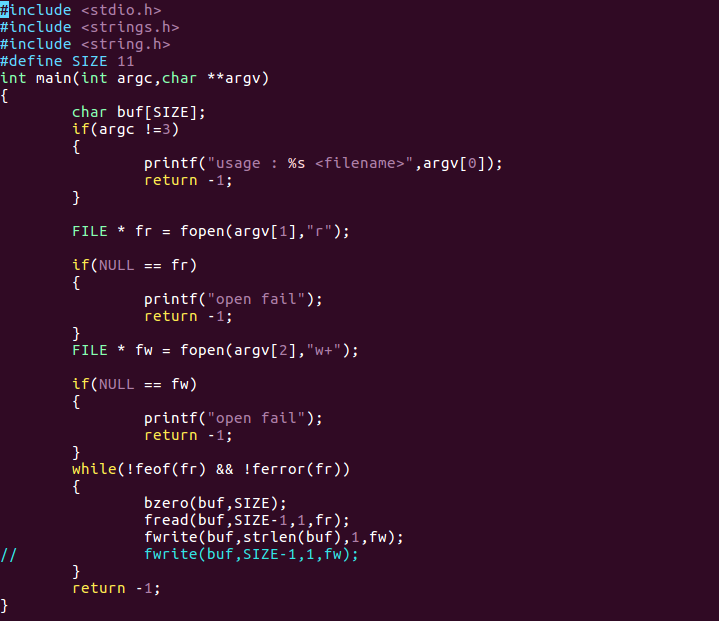 #include <stdio.h>
#include <strings.h>
#include <string.h>
#define SIZE 11
int main(int argc,char **argv)
{
        char buf[SIZE];
        if(argc !=3)
        {
                printf("usage : %s <filename>",argv[0]);
                return -1;
        }

        FILE * fr = fopen(argv[1],"r");

        if(NULL == fr)
        {
                printf("open fail");
                return -1;
        }
        FILE * fw = fopen(argv[2],"w+");

        if(NULL == fw)
        {
                printf("open fail");
                return -1;
        }
        while(!feof(fr) && !ferror(fr))
        {
                bzero(buf,SIZE);
                fread(buf,SIZE-1,1,fr);
                fwrite(buf,strlen(buf),1,fw);
//              fwrite(buf,SIZE-1,1,fw);
        }
        return -1;
}